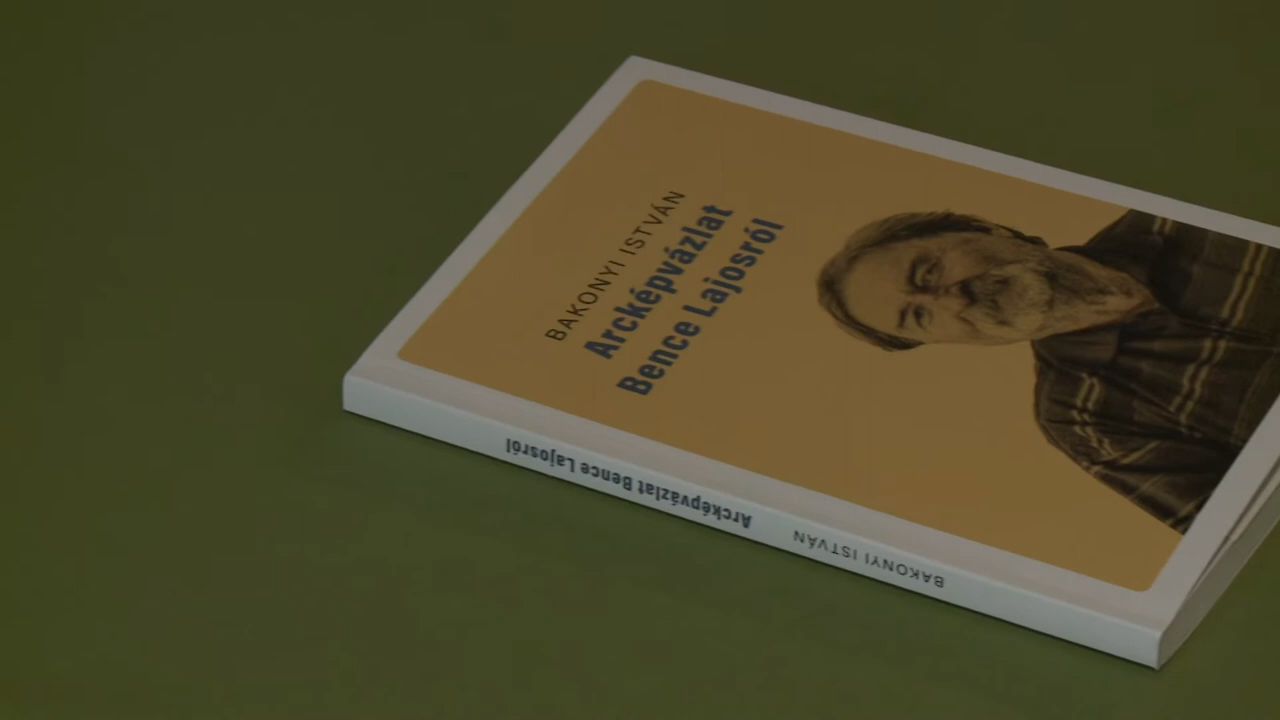 BAKONYI ISTVÁN
Arcképvázlat
Bence Lajosról
BAKONYI ISTVÁN
Arcképvázlat Bence Lajosról